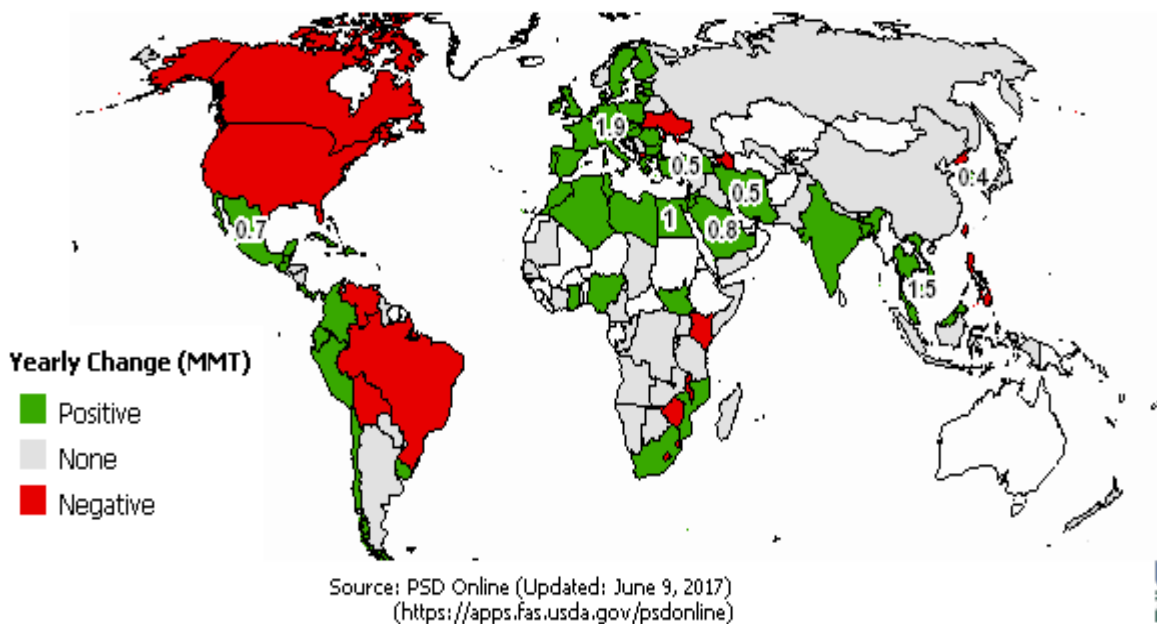 1.9
0.5
0.4
0.5
0.7
1
0.8
1.5
Yearly Change (MMT)
Positive
None
Negative
Source: PSD Online (Updated: June 9, 2017)
(https://apps.fas.usda.gov/psdonline)